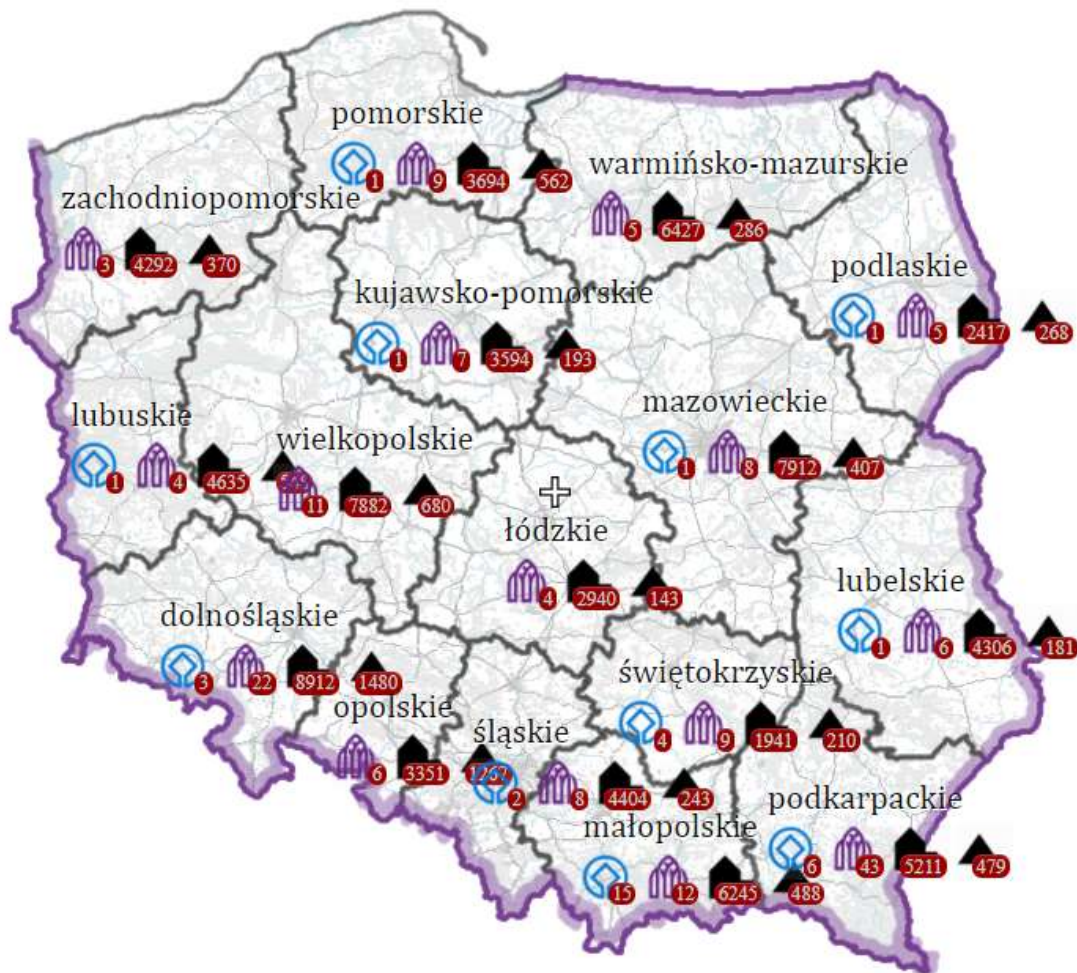 pomorskie
1 9 3694 562
warmińsko-mazurskie
5 6427 286
zachodniopomorskie
3 4292 370
podlaskie
1 5 2417 268
kujawsko-pomorskie
1 7 3594 193
mazowieckie
1 8 7912 407
lubuskie
1 4 4635
wielkopolskie
11 7882 680
łódzkie
4 2940 143
lubelskie
1 6 4306 181
dolnośląskie
3 22 8912 1480
świętokrzyskie
4 9 1941 210
opolskie
6 3351
śląskie
2 8 4404 243
podkarpackie
6 43 5211 479
małopolskie
15 12 6245 488